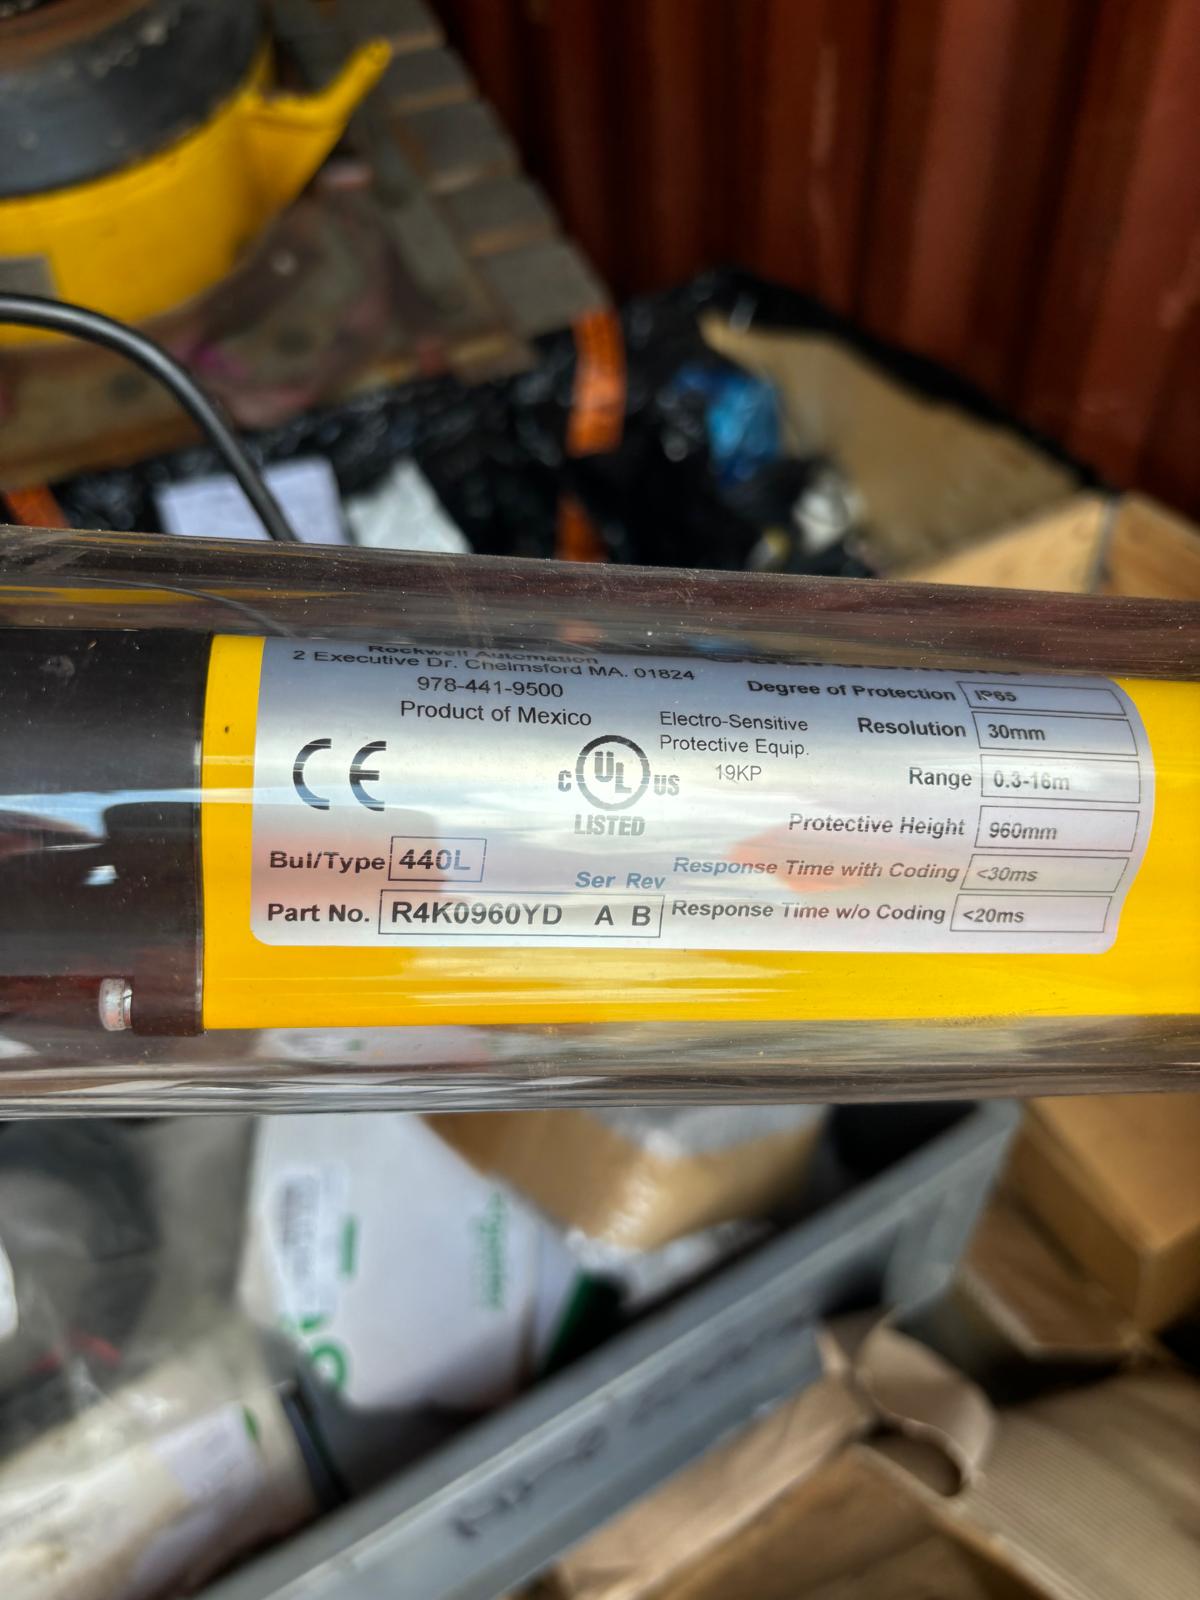 Rockwell Automation
2 Executive Dr. Chelmsford MA. 01824
978-441-9500
Product of Mexico
CE
C UL US
LISTED
Electro-Sensitive
Protective Equip.
19KP
Bul/Type 440L
Ser Rev
Part No. R4K0960YD A B
Degree of Protection IP65
Resolution 30mm
Range 0.3-16m
Protective Height 960mm
Response Time with Coding <30ms
Response Time w/o Coding <20ms